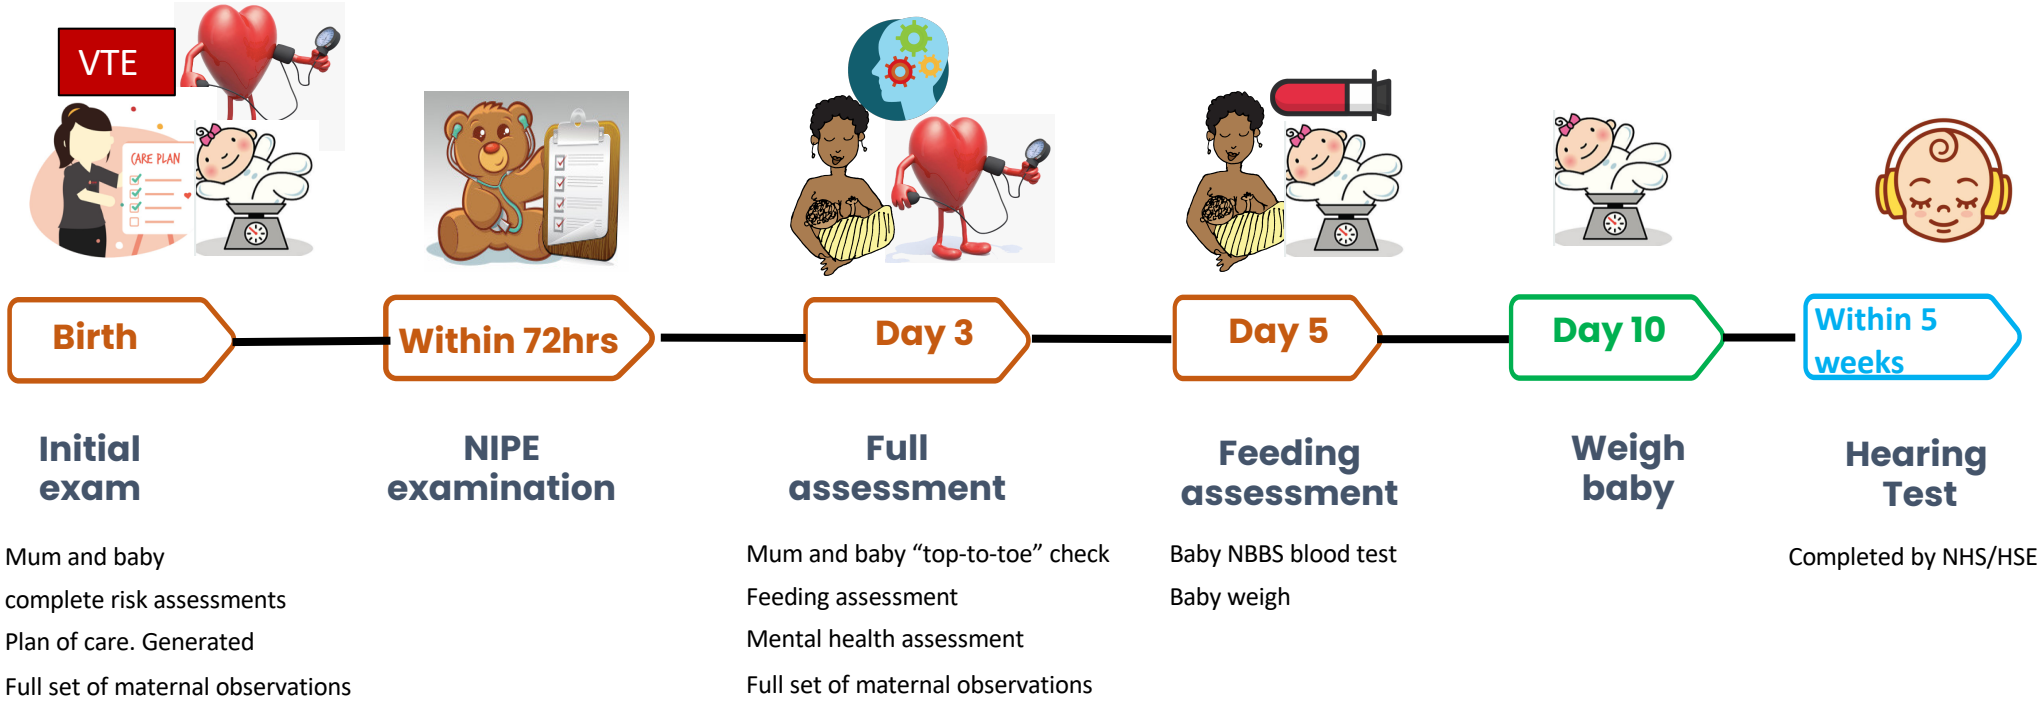 VTE
CARE PLAN
Birth
Within 72hrs
Day 3
Day 5
Day 10
Within 5
weeks
Initial
exam
NIPE
examination
Full
assessment
Feeding
assessment
Weigh
baby
Hearing
Test
Mum and baby
complete risk assessments
Plan of care. Generated
Full set of maternal observations
Mum and baby “top-to-toe” check
Feeding assessment
Mental health assessment
Full set of maternal observations
Baby NBBS blood test
Baby weigh
Completed by NHS/HSE